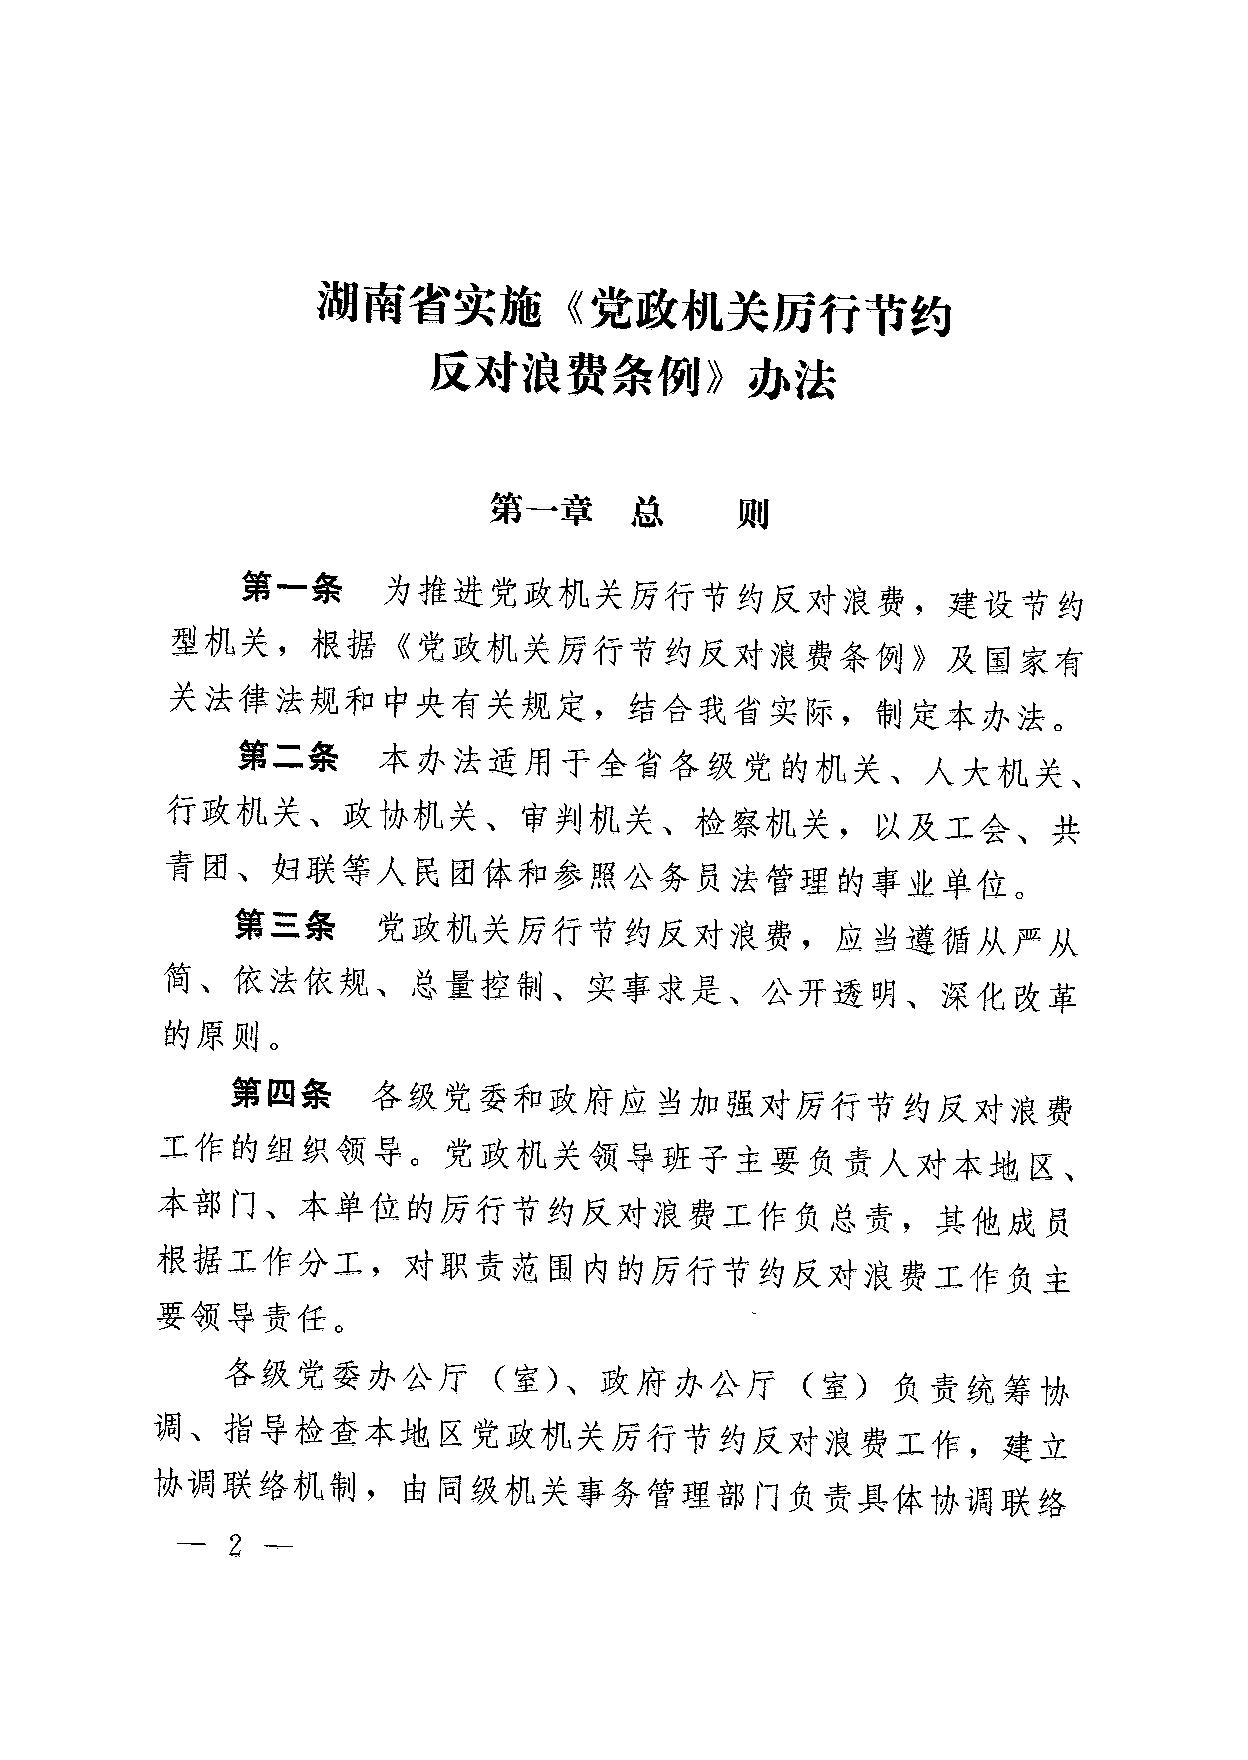 湖南省实施《党政机关厉行节约
反对浪费条例》办法
第一章 总 则
第一条 为推进党政机关厉行节约反对浪费，建设节约
型机关，根据《党政机关厉行节约反对浪费条例》及国家有
关法律法规和中央有关规定，结合我省实际，制定本办法。
第二条 本办法适用于全省各级党的机关、人大机关、
行政机关、政协机关、审判机关、检察机关，以及工会、共
青团、妇联等人民团体和参照公务员法管理的事业单位。
第三条 党政机关厉行节约反对浪费，应当遵循从严从
简、依法依规、总量控制、实事求是、公开透明、深化改革
的原则。
第四条 各级党委和政府应当加强对厉行节约反对浪费
工作的组织领导。党政机关领导班子主要负责人对本地区、
本部门、本单位的厉行节约反对浪费工作负总责，其他成员
根据工作分工，对职责范围内的厉行节约反对浪费工作负主
要领导责任。
各级党委办公厅（室）、政府办公厅（室）负责统筹协
调、指导检查本地区党政机关厉行节约反对浪费工作，建立
协调联络机制，由同级机关事务管理部门负责具体协调联络
— 2 —